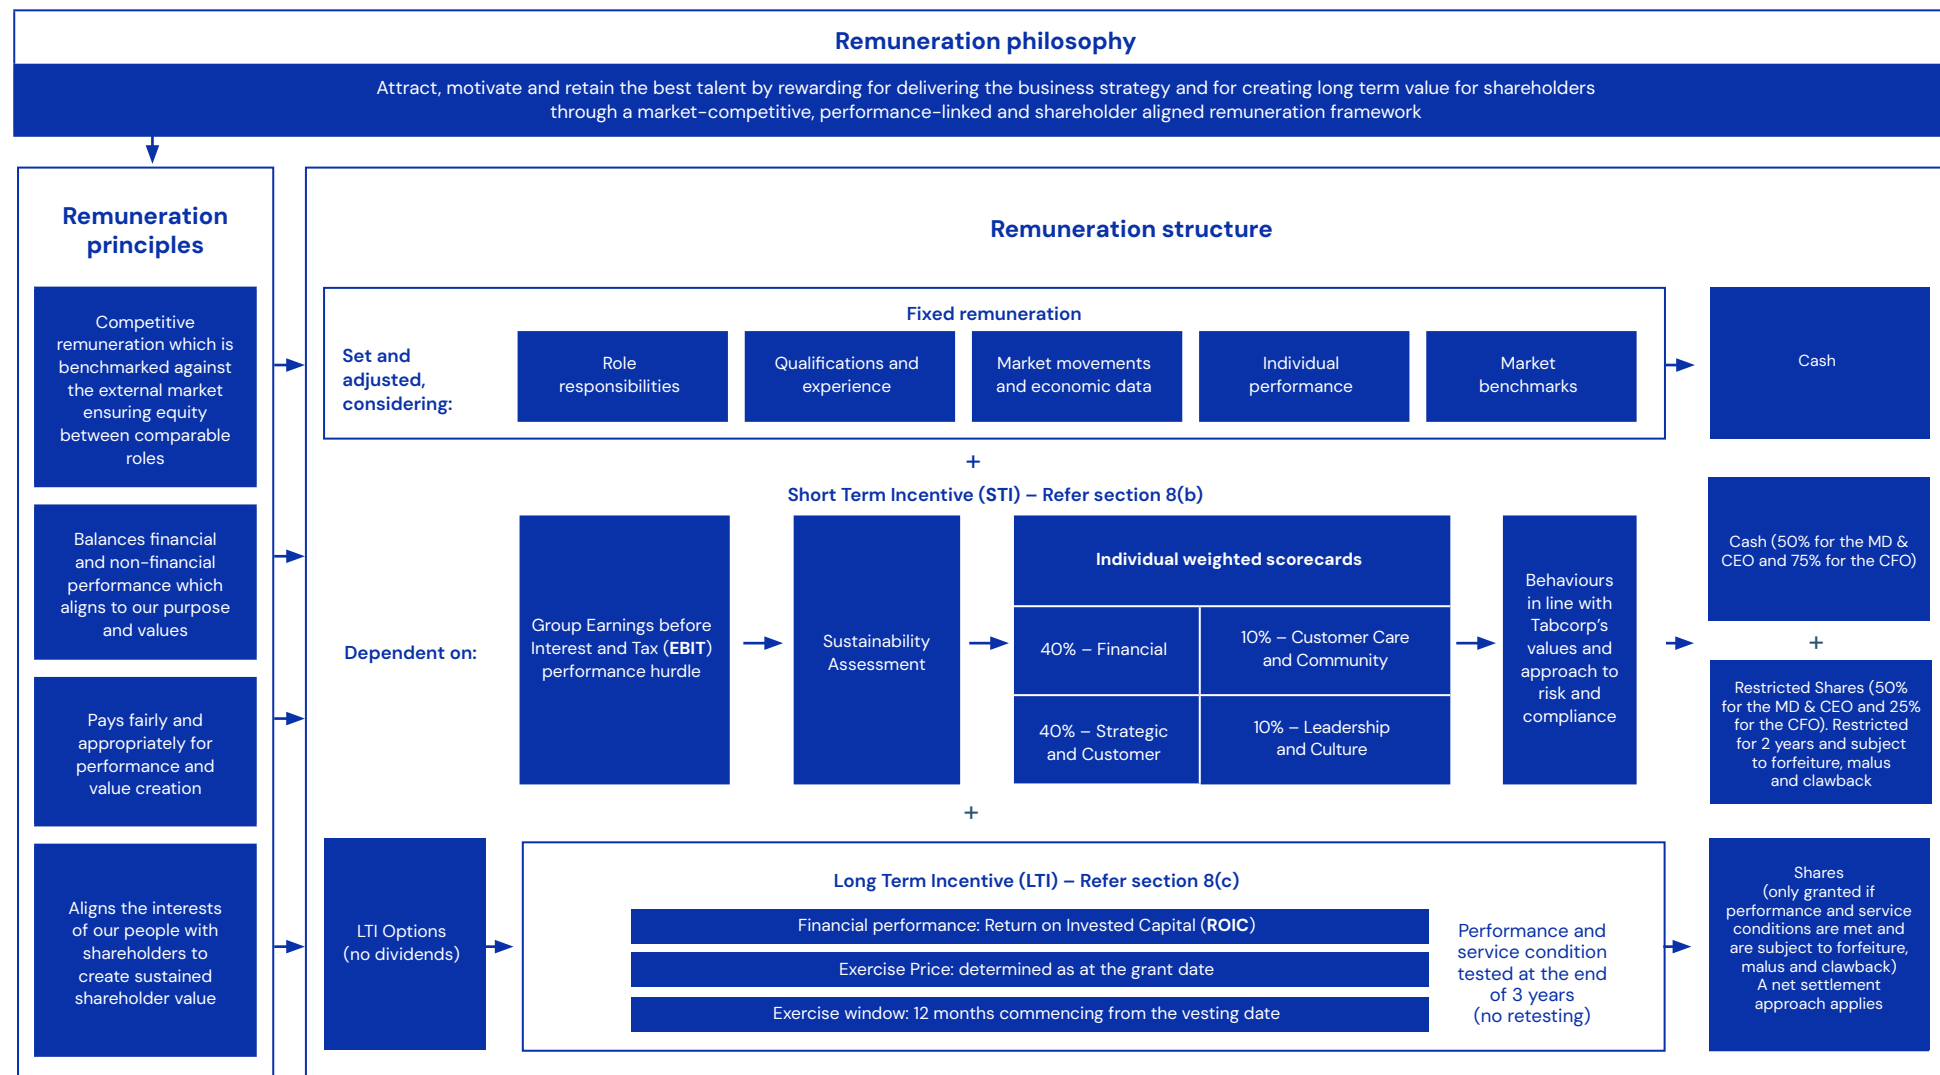 Remuneration philosophy
Attract, motivate and retain the best talent by rewarding for delivering the business strategy and for creating long term value for shareholders
through a market-competitive, performance-linked and shareholder aligned remuneration framework
Remuneration
principles
Competitive
remuneration which is
benchmarked against
the external market
ensuring equity
between comparable
roles
Balances financial
and non-financial
performance which
aligns to our purpose
and values
Pays fairly and
appropriately for
performance and
value creation
Aligns the interests
of our people with
shareholders to
create sustained
shareholder value
Remuneration structure
Fixed remuneration
Set and
adjusted,
considering:
Role
responsibilities
Qualifications and
experience
Market movements
and economic data
Individual
performance
Market
benchmarks
Cash
+
Short Term Incentive (STI) – Refer section 8(b)
Dependent on:
Group Earnings before
Interest and Tax (EBIT)
performance hurdle
Sustainability
Assessment
Individual weighted scorecards
40% – Financial
10% – Customer Care
and Community
40% – Strategic
and Customer
10% – Leadership
and Culture
Behaviours
in line with
Tabcorp's
values and
approach to
risk and
compliance
Cash (50% for the MD &
CEO and 75% for the CFO)
+
Restricted Shares (50%
for the MD & CEO and 25%
for the CFO). Restricted
for 2 years and subject
to forfeiture, malus
and clawback
+
LTI Options
(no dividends)
Long Term Incentive (LTI) – Refer section 8(c)
Financial performance: Return on Invested Capital (ROIC)
Exercise Price: determined as at the grant date
Exercise window: 12 months commencing from the vesting date
Performance and
service condition
tested at the end
of 3 years
(no retesting)
Shares
(only granted if
performance and service
conditions are met and
are subject to forfeiture,
malus and clawback)
A net settlement
approach applies